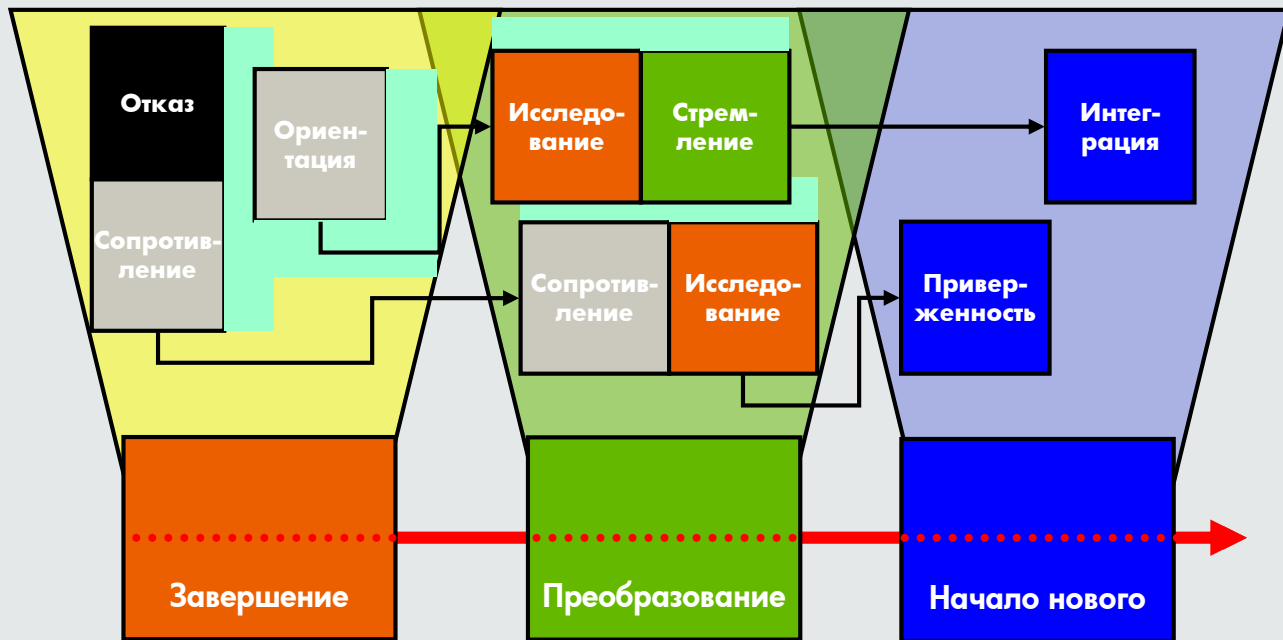 Отказ
Сопротив-
ление
Ориен-
тация
Исследо-
вание
Стрем-
ление
Сопротив-
ление
Исследо-
вание
Интег-
рация
Привер-
женность
Завершение
Преобразование
Начало нового